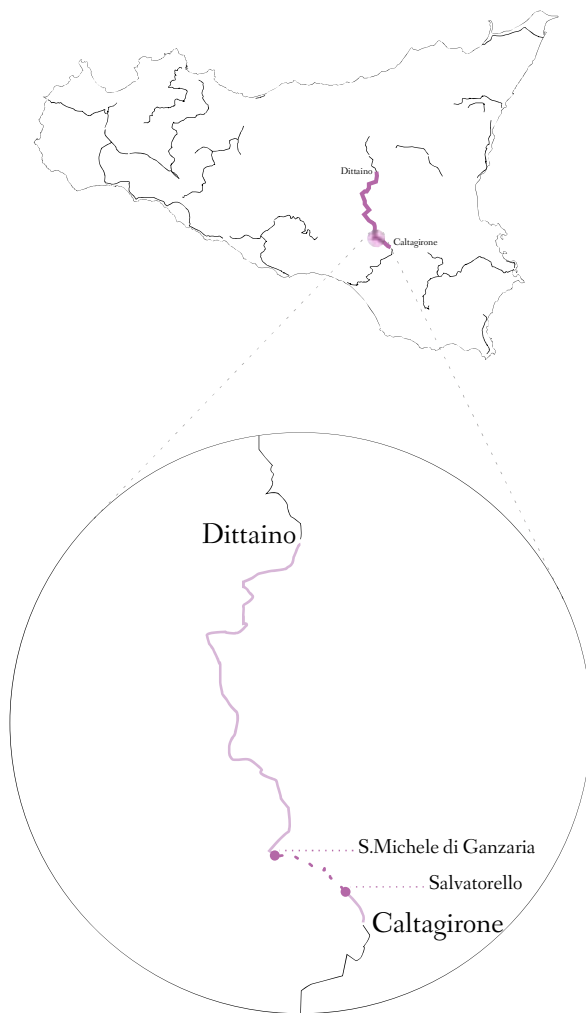 Dittaino
Caltagirone
Dittaino
S.Michele di Ganzaria
Salvatorello
Caltagirone